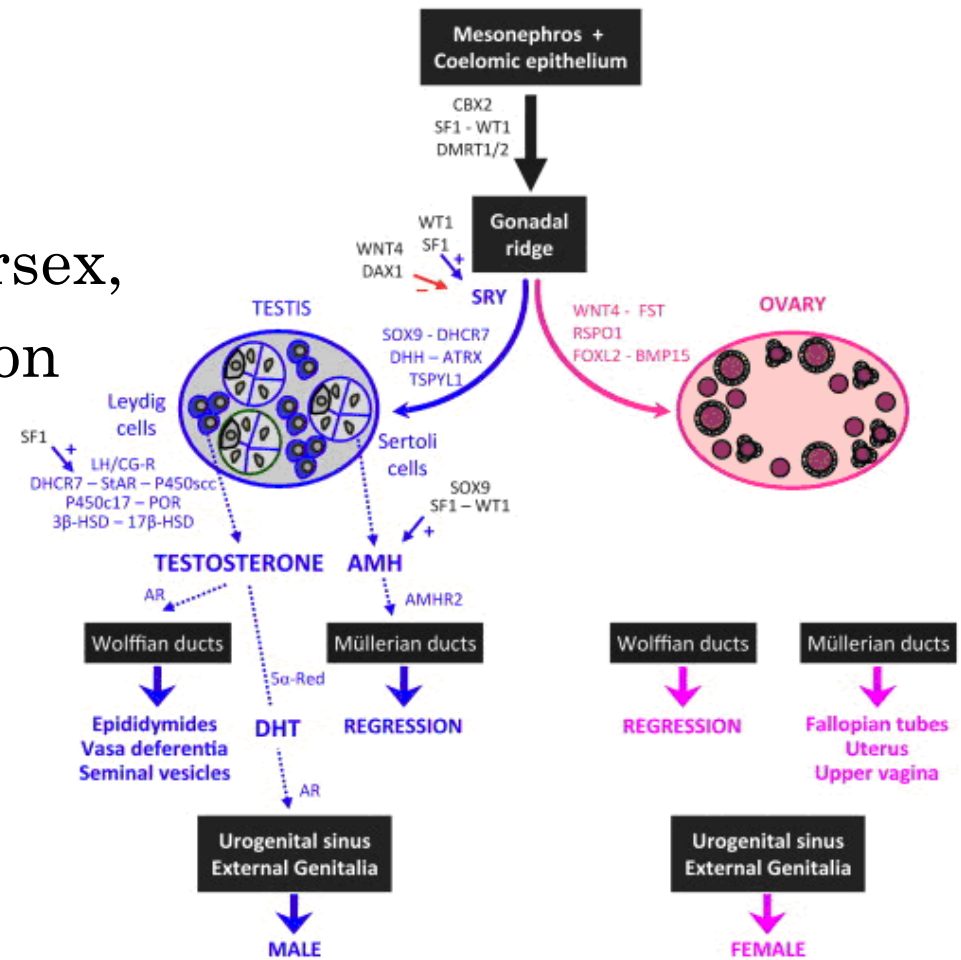 Mesonephros +
Coelomic epithelium
CBX2
SF1 - WT1
DMRT1/2
Gonadal
ridge
WT1
SF1
+
WNT4
DAX1
–
SRY
rsex,
on
TESTIS
SOX9 - DHCR7
DHH – ATRX
TSPYL1
WNT4 - FST
RSPO1
FOXL2 - BMP15
OVARY
Leydig
cells
Sertoli
cells
SF1
+
LH/CG-R
DHCR7 – StAR – P450scc
P450c17 – POR
3β-HSD – 17β-HSD
SOX9
SF1 – WT1
+
TESTOSTERONE
AMH
AR
AMHR2
Wolffian ducts
Müllerian ducts
Wolffian ducts
Müllerian ducts
5α-Red
Epididymides
Vasa deferentia
Seminal vesicles
DHT
REGRESSION
REGRESSION
Fallopian tubes
Uterus
Upper vagina
AR
Urogenital sinus
External Genitalia
Urogenital sinus
External Genitalia
MALE
FEMALE